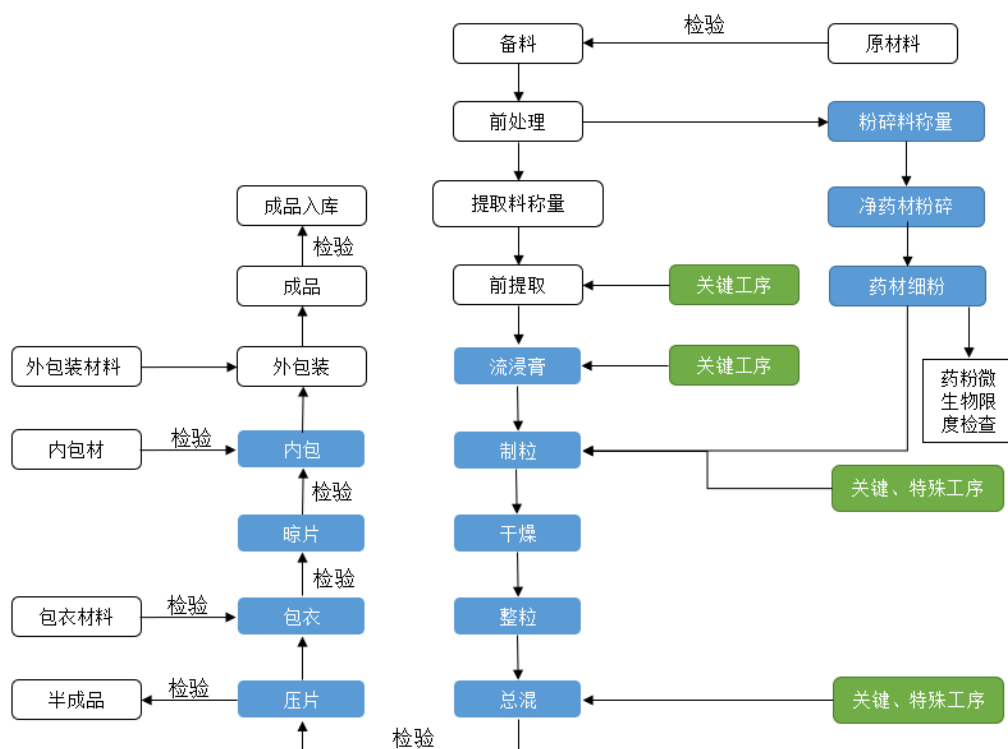 检验
备料
原材料
前处理
粉碎料称量
提取料称量
净药材粉碎
成品入库
检验
成品
前提取
关键工序
药材细粉
外包装材料
外包装
流浸膏
关键工序
药粉微
生物限
度检查
内包材
检验
内包
制粒
关键、特殊工序
检验
晾片
干燥
检验
包衣材料
检验
包衣
整粒
半成品
检验
压片
总混
关键、特殊工序
检验